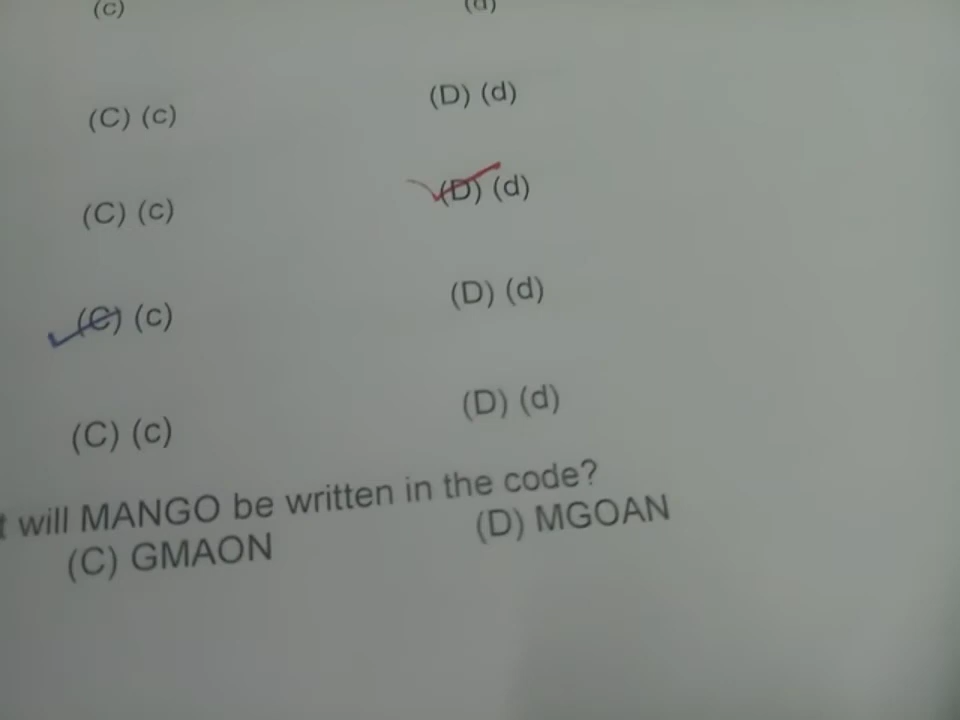 (c) (d)
(C) (c) (D) (d)
(C) (c) (D) (d)
(C) (c) (D) (d)
(C) (c) (D) (d)
will MANGO be written in the code?
(C) GMAON (D) MGOAN